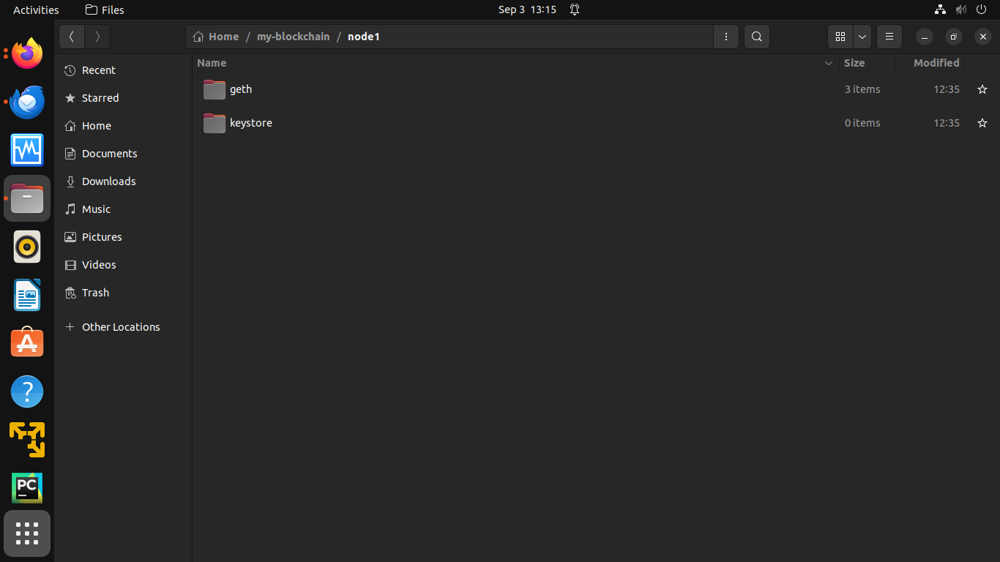 Activities Files Sep 3 13:15
Home / my-blockchain / node1
Name Size Modified
Recent
Starred
Home
Documents
Downloads
Music
Pictures
Videos
Trash
Other Locations
geth 3 items 12:35
keystore 0 items 12:35
?
PC